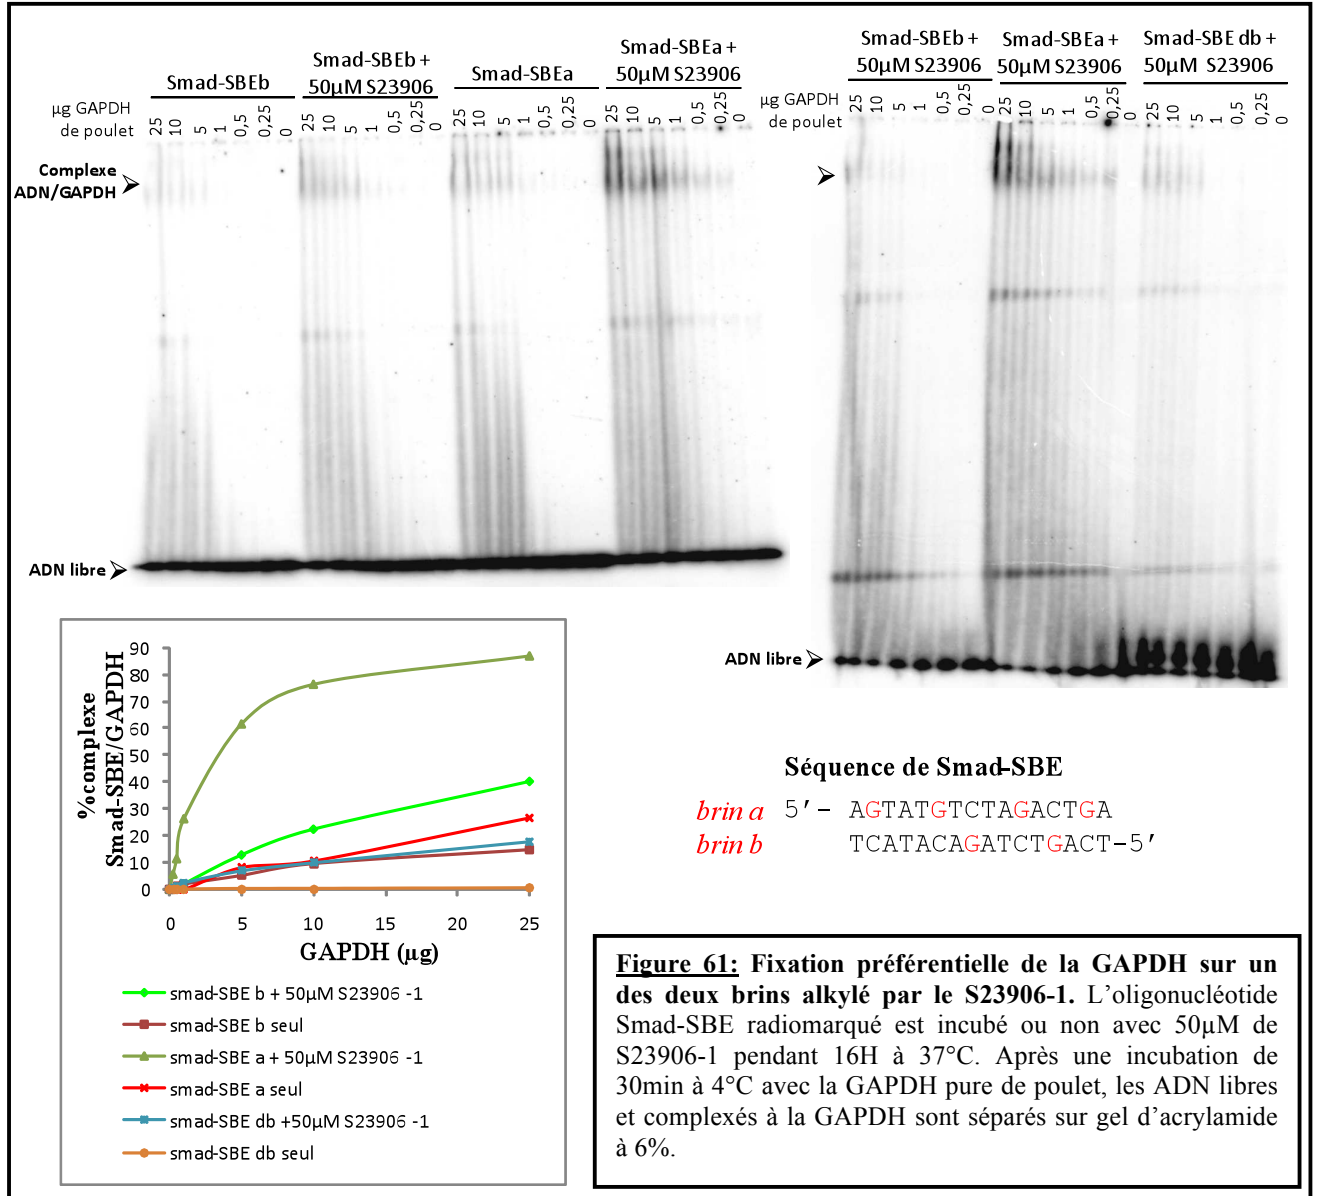 Smad-SBEb
Smad-SBEb +
50µM S23906
Smad-SBEa
Smad-SBEa +
50µM S23906
µg GAPDH
de poulet
25 10 5 1 0,5 0,25 0
25 10 5 1 0,5 0,25 0
25 10 5 1 0,5 0,25 0
25 10 5 1 0,5 0,25 0
Complexe
ADN/GAPDH
ADN libre
Smad-SBEb +
50µM S23906
Smad-SBEa +
50µM S23906
Smad-SBE db +
50µM S23906
µg GAPDH
de poulet
25 10 5 1 0,5 0,25 0
25 10 5 1 0,5 0,25 0
25 10 5 1 0,5 0,25 0
ADN libre
%complexe
Smad-SBE/GAPDH
90
80
70
60
50
40
30
20
10
0
0 5 10 15 20 25
GAPDH (µg)
smad-SBE b + 50µM S23906 -1
smad-SBE b seul
smad-SBE a + 50µM S23906 -1
smad-SBE a seul
smad-SBE db +50µM S23906 -1
smad-SBE db seul
Séquence de Smad-SBE
brin a 5'- AGTATGTCTAGACTGA
brin b TCATACAGATCTGACT-5'
Figure 61: Fixation préférentielle de la GAPDH sur un
des deux brins alkylé par le S23906-1. L'oligonucléotide
Smad-SBE radiomarqué est incubé ou non avec 50µM de
S23906-1 pendant 16H à 37°C. Après une incubation de
30min à 4°C avec la GAPDH pure de poulet, les ADN libres
et complexés à la GAPDH sont séparés sur gel d'acrylamide
à 6%.